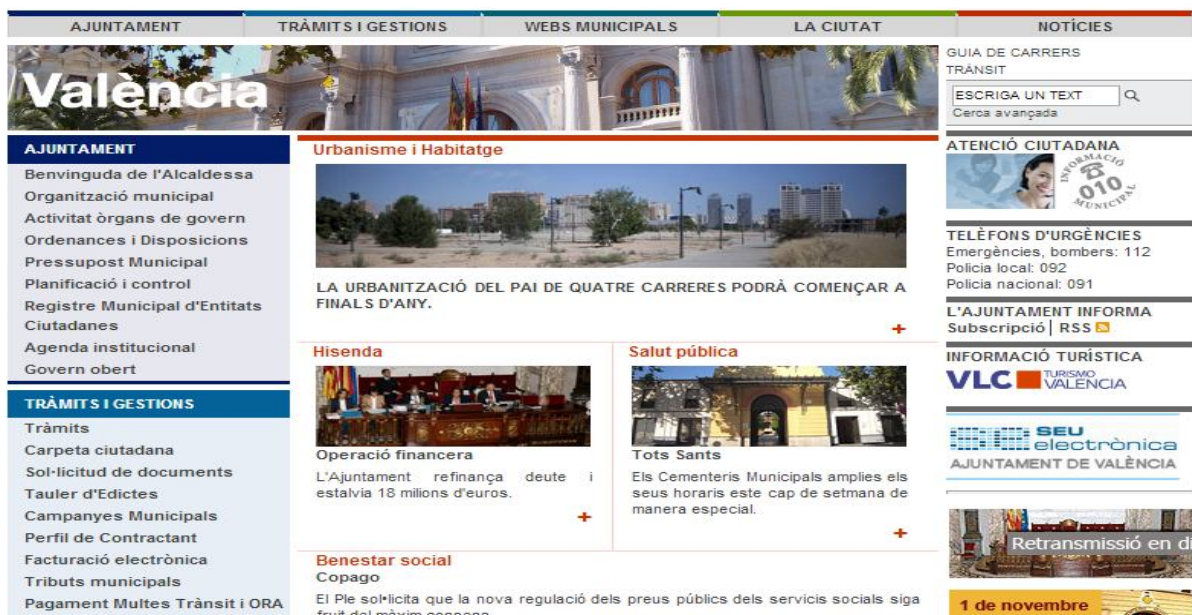 AJUNTAMENT
TRÀMITS I GESTIONS
WEBS MUNICIPALS
LA CIUTAT
NOTÍCIES
València
GUIA DE CARRERS
TRÀNSIT
ESCRIGA UN TEXT
Cerca avançada
AJUNTAMENT
Benvinguda de l'Alcaldessa
Organització municipal
Activitat òrgans de govern
Ordenances i Disposicions
Pressupost Municipal
Planificació i control
Registre Municipal d'Entitats
Ciutadanes
Agenda institucional
Govern obert
TRÀMITS I GESTIONS
Tràmits
Carpeta ciutadana
Sol·licitud de documents
Tauler d'Edictes
Campanyes Municipals
Perfil de Contractant
Facturació electrònica
Tributs municipals
Pagament Multes Trànsit i ORA
Urbanisme i Habitatge
LA URBANITZACIÓ DEL PAI DE QUATRE CARRERES PODRÀ COMENÇAR A
FINALS D'ANY.
+
Hisenda
Operació financera
L'Ajuntament refinança deute i
estalvia 18 milions d'euros.
+
Salut pública
Tots Sants
Els Cementeris Municipals amplies els
seus horaris este cap de setmana de
manera especial.
+
Benestar social
Copago
El Ple sol•licita que la nova regulació dels preus públics dels servicis socials siga
fruit del màxim consens
ATENCIÓ CIUTADANA
INFORMACIÓ
010
MUNICIPAL
TELÈFONS D'URGÈNCIES
Emergències, bombers: 112
Policia local: 092
Policia nacional: 091
L'AJUNTAMENT INFORMA
Subscripció| RSS
INFORMACIÓ TURÍSTICA
VLC TURISMO VALENCIA
SEU
electrònica
AJUNTAMENT DE VALÈNCIA
Retransmissió en di
1 de novembre